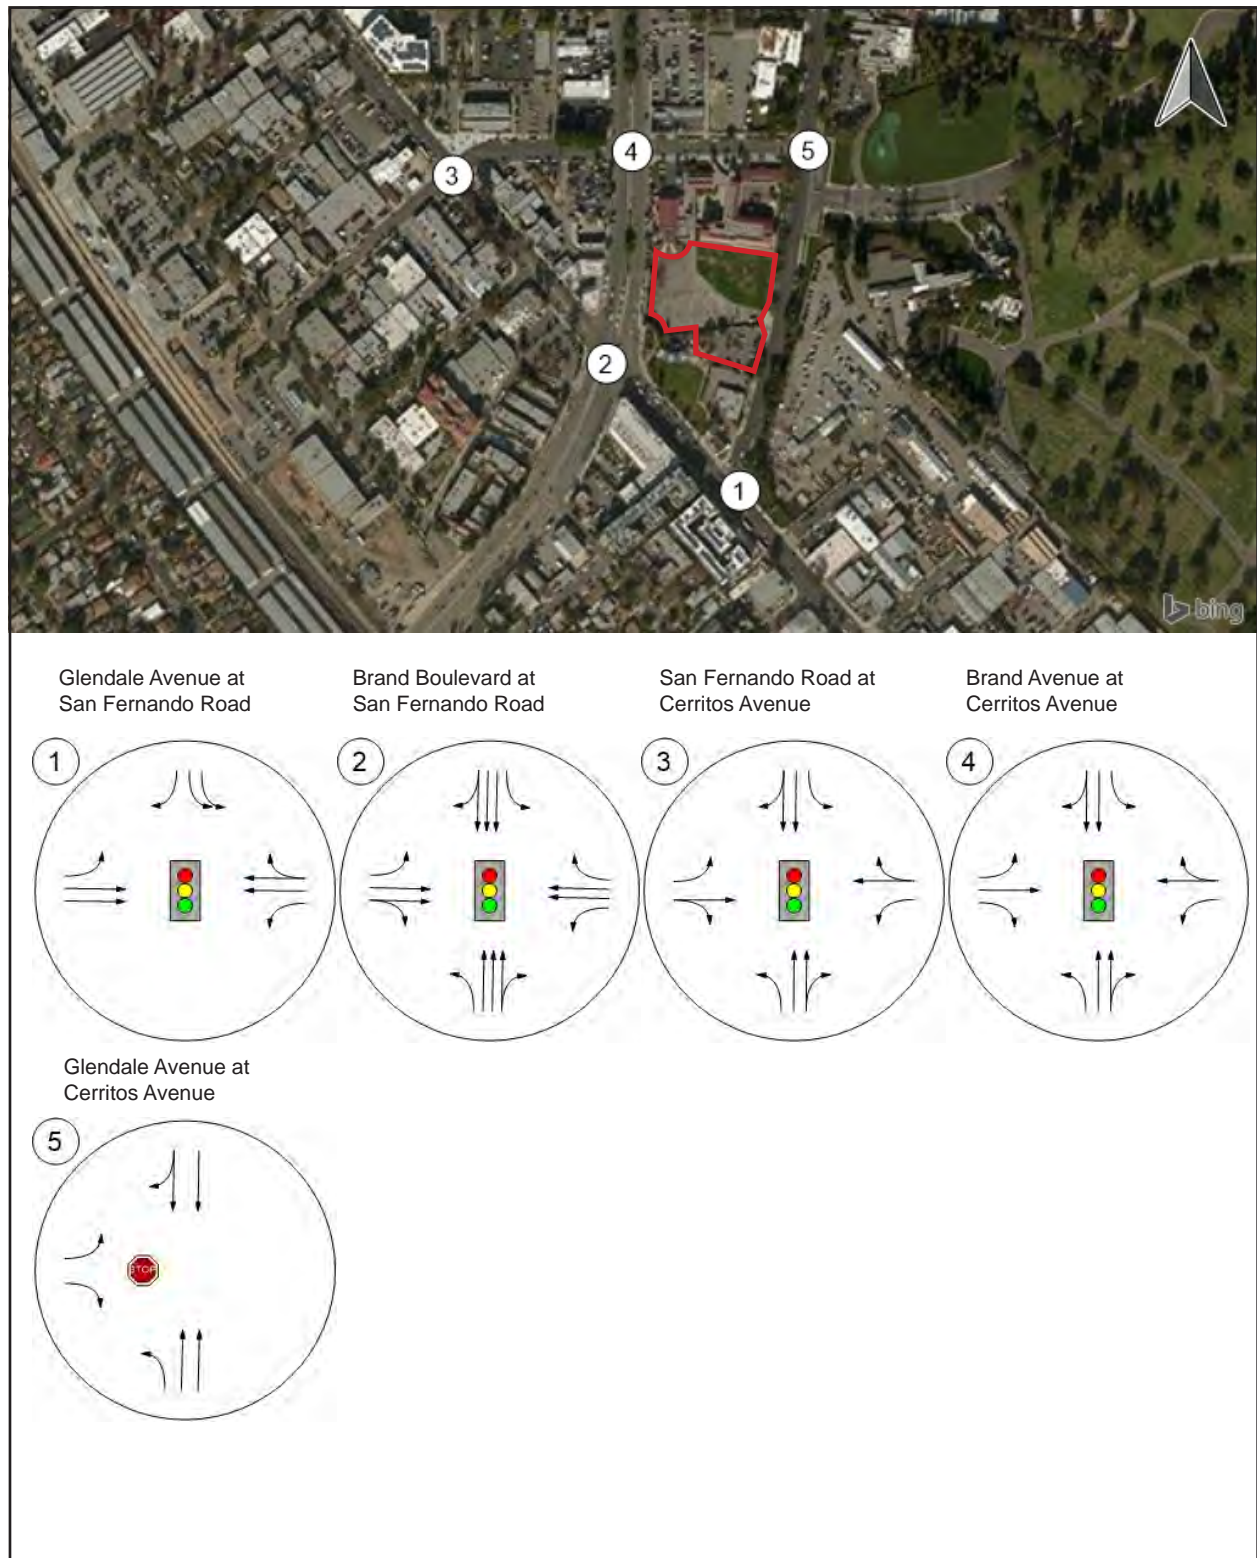 3
4
5
2
1
bing
Glendale Avenue at
San Fernando Road
Brand Boulevard at
San Fernando Road
San Fernando Road at
Cerritos Avenue
Brand Avenue at
Cerritos Avenue
1
2
3
4
Glendale Avenue at
Cerritos Avenue
5
STOP